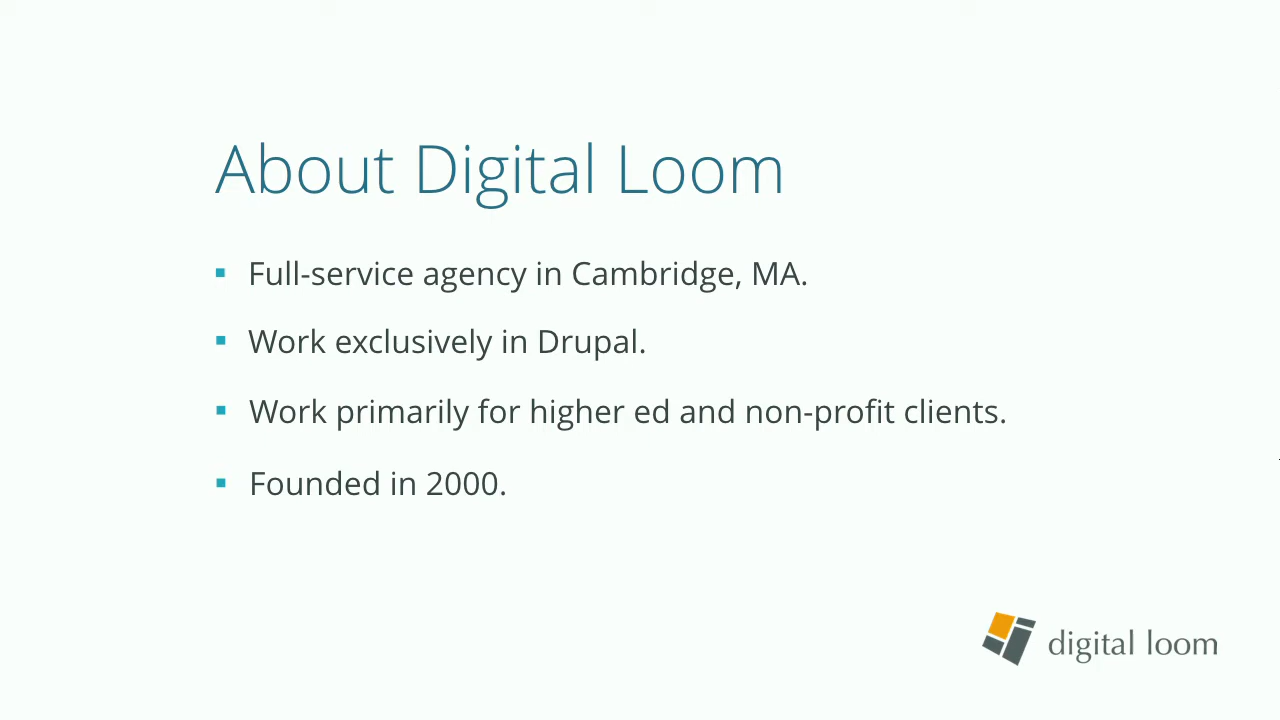 About Digital Loom
Full-service agency in Cambridge, MA.
Work exclusively in Drupal.
Work primarily for higher ed and non-profit clients.
Founded in 2000.
digital loom